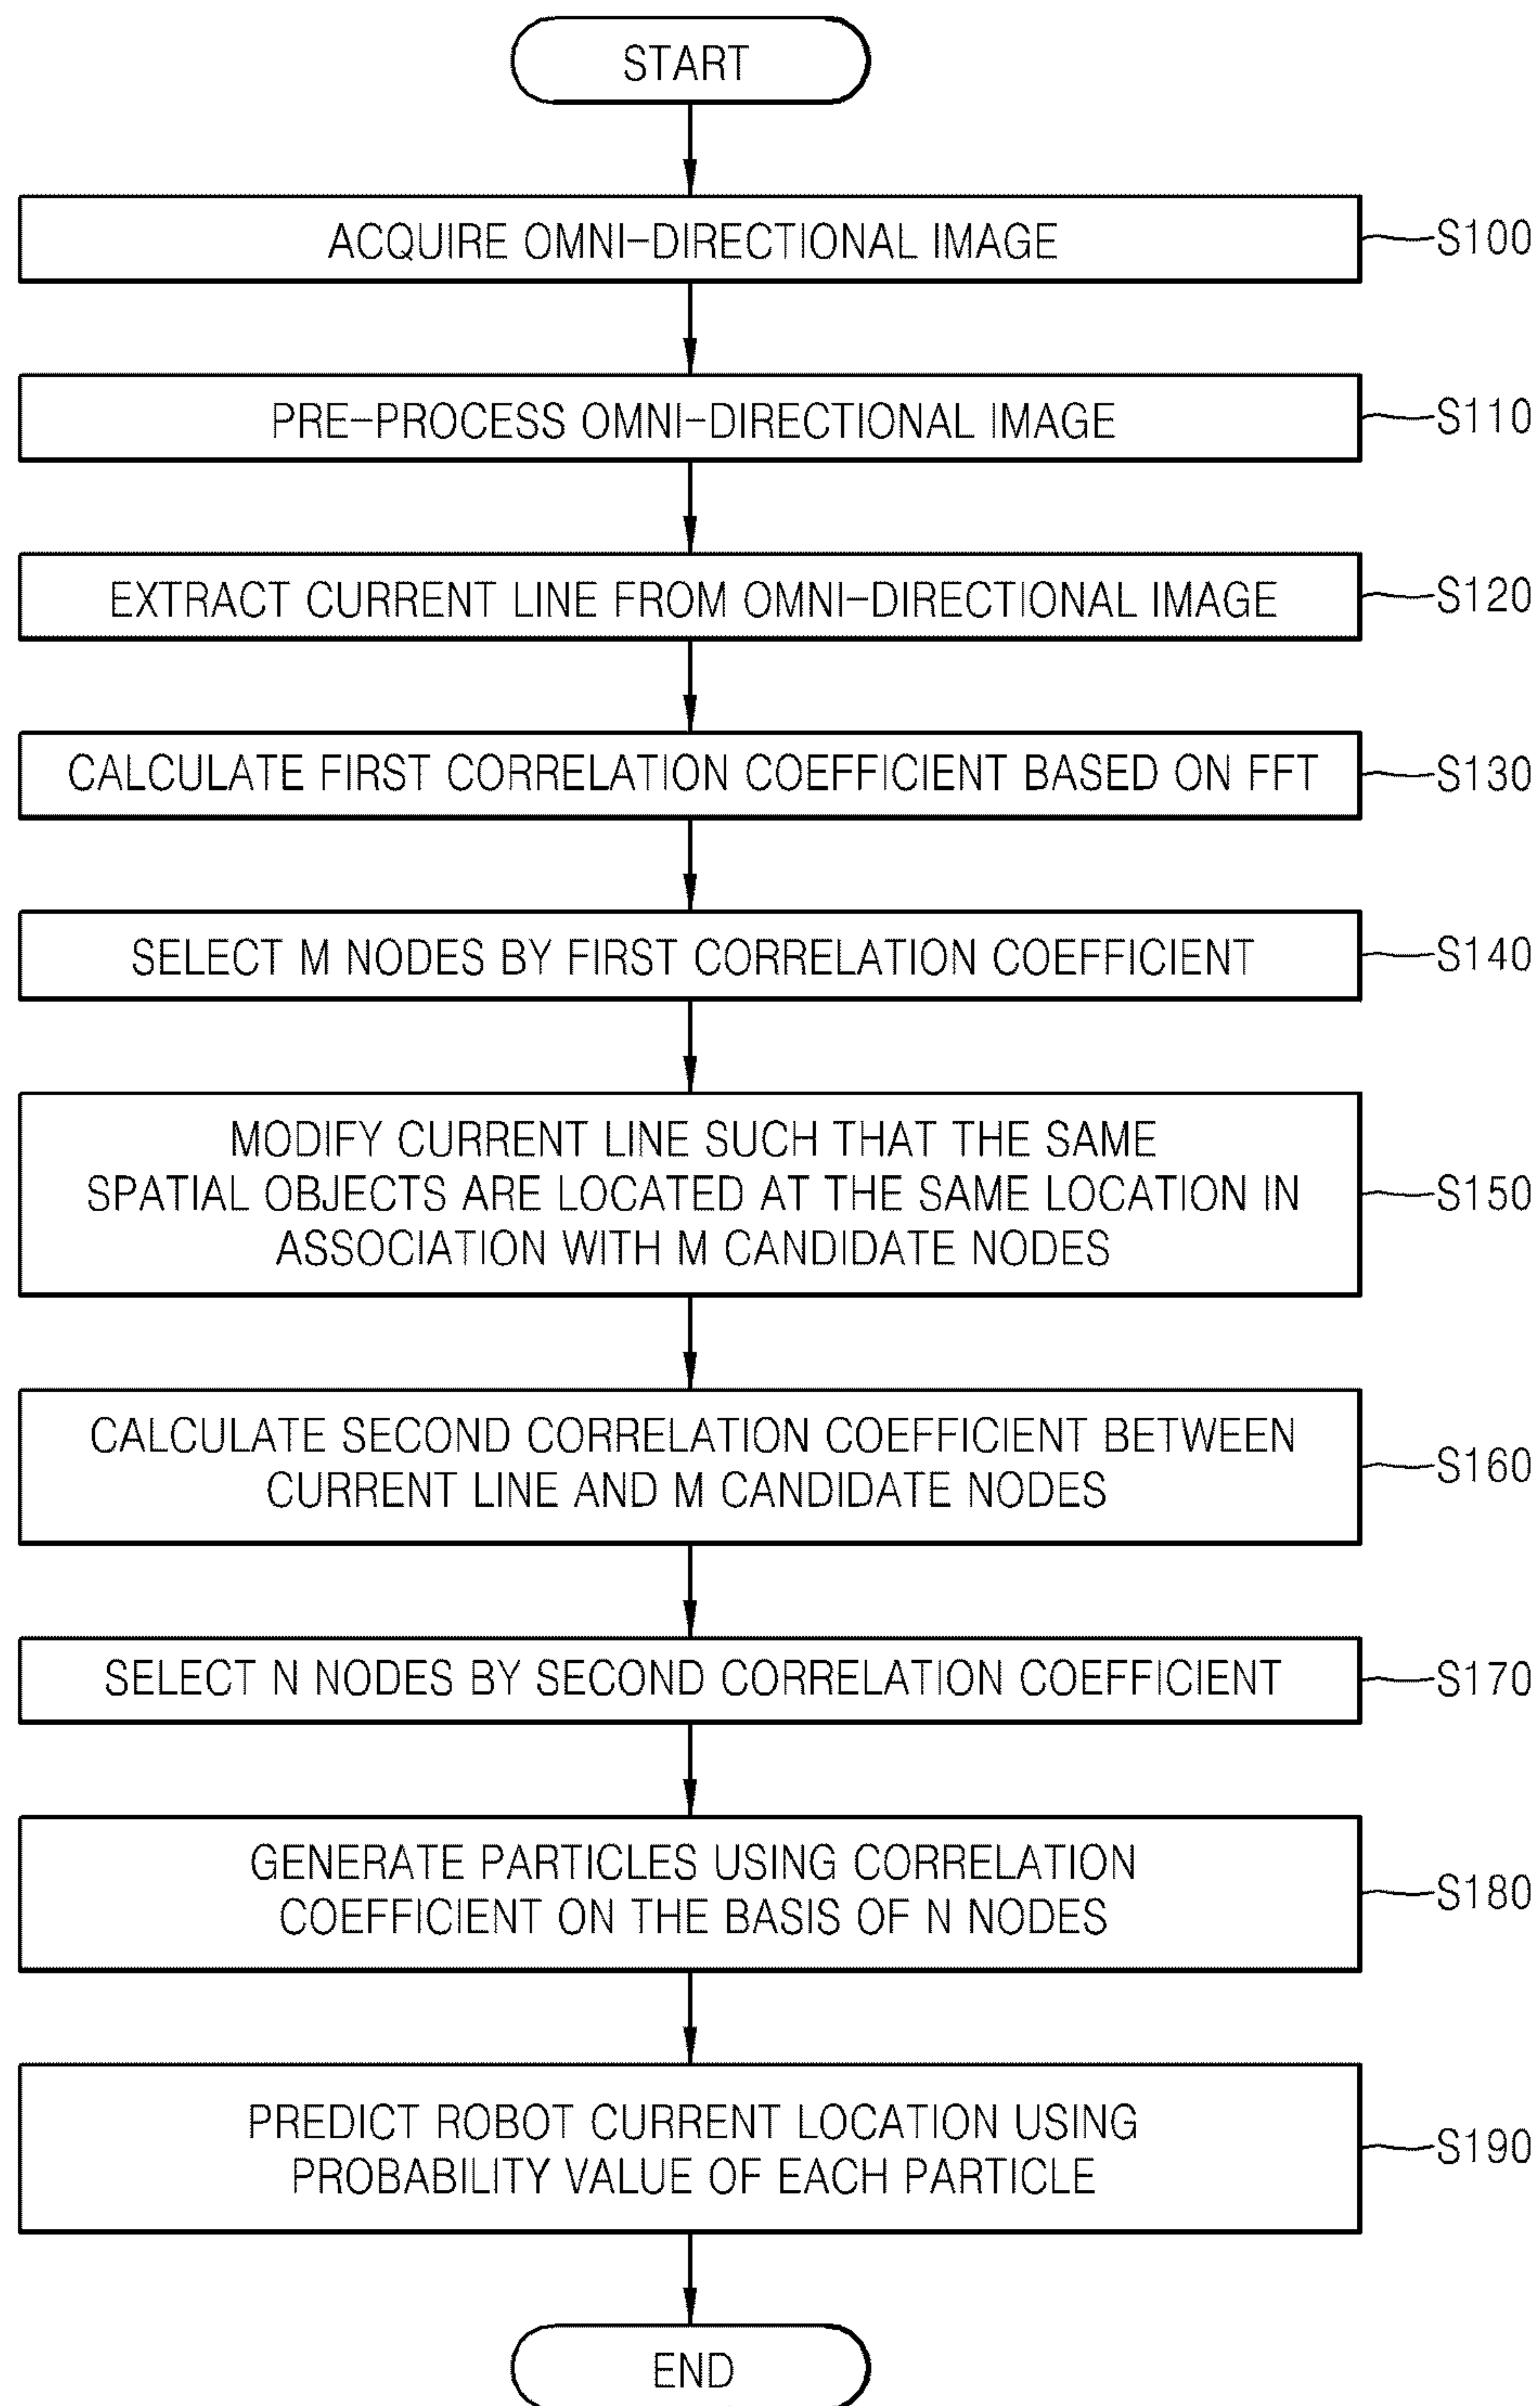 START
ACQUIRE OMNI-DIRECTIONAL IMAGE
S100
PRE-PROCESS OMNI-DIRECTIONAL IMAGE
S110
EXTRACT CURRENT LINE FROM OMNI-DIRECTIONAL IMAGE
S120
CALCULATE FIRST CORRELATION COEFFICIENT BASED ON FFT
S130
SELECT M NODES BY FIRST CORRELATION COEFFICIENT
S140
MODIFY CURRENT LINE SUCH THAT THE SAME
SPATIAL OBJECTS ARE LOCATED AT THE SAME LOCATION IN
ASSOCIATION WITH M CANDIDATE NODES
S150
CALCULATE SECOND CORRELATION COEFFICIENT BETWEEN
CURRENT LINE AND M CANDIDATE NODES
S160
SELECT N NODES BY SECOND CORRELATION COEFFICIENT
S170
GENERATE PARTICLES USING CORRELATION
COEFFICIENT ON THE BASIS OF N NODES
S180
PREDICT ROBOT CURRENT LOCATION USING
PROBABILITY VALUE OF EACH PARTICLE
S190
END